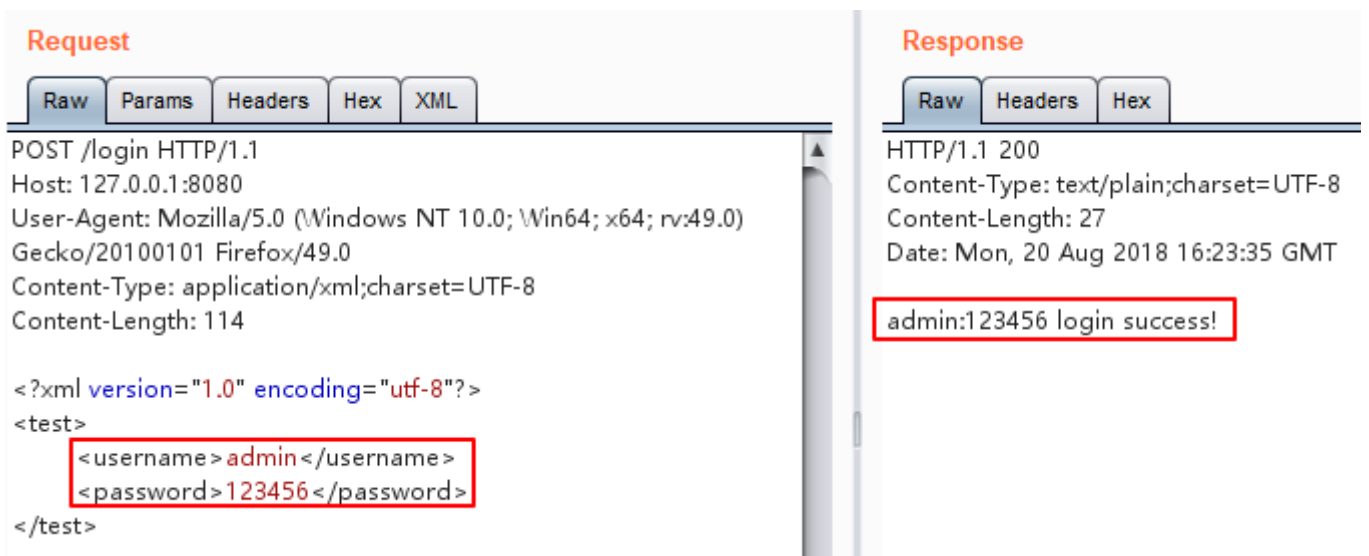 Request
Raw Params Headers Hex XML
POST /login HTTP/1.1
Host: 127.0.0.1:8080
User-Agent: Mozilla/5.0 (Windows NT 10.0; Win64; x64; rv:49.0)
Gecko/20100101 Firefox/49.0
Content-Type: application/xml;charset=UTF-8
Content-Length: 114
<?xml version="1.0" encoding="utf-8"?>
<test>
<username>admin</username>
<password>123456</password>
</test>
Response
Raw Headers Hex
HTTP/1.1 200
Content-Type: text/plain;charset=UTF-8
Content-Length: 27
Date: Mon, 20 Aug 2018 16:23:35 GMT
admin:123456 login success!